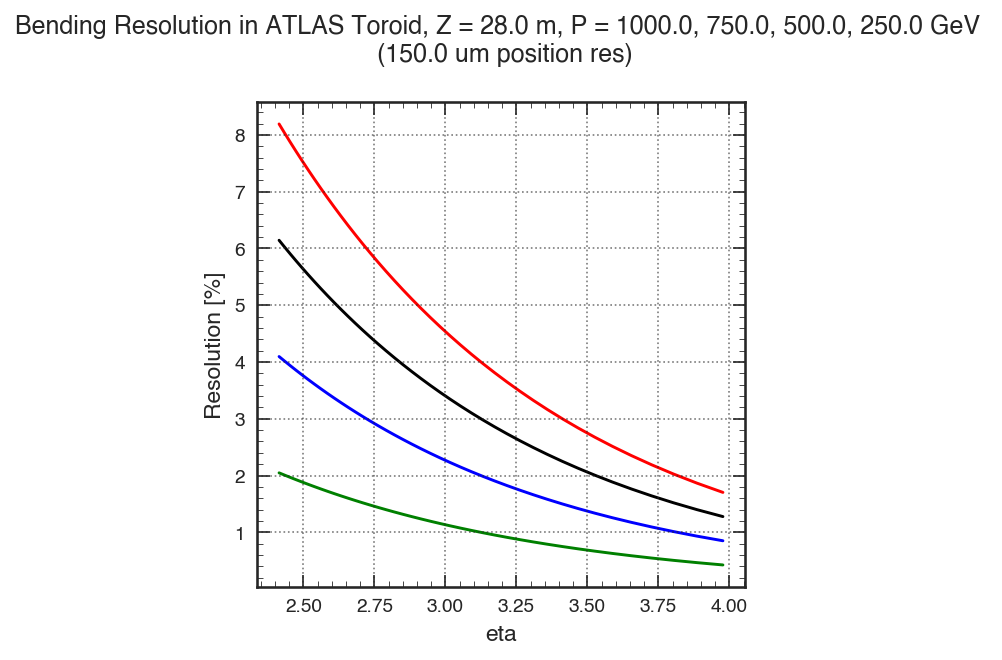 Bending Resolution in ATLAS Toroid, Z = 28.0 m, P = 1000.0, 750.0, 500.0, 250.0 GeV
(150.0 um position res)
Resolution [%]
8
7
6
5
4
3
2
1
2.50 2.75 3.00 3.25 3.50 3.75 4.00
eta